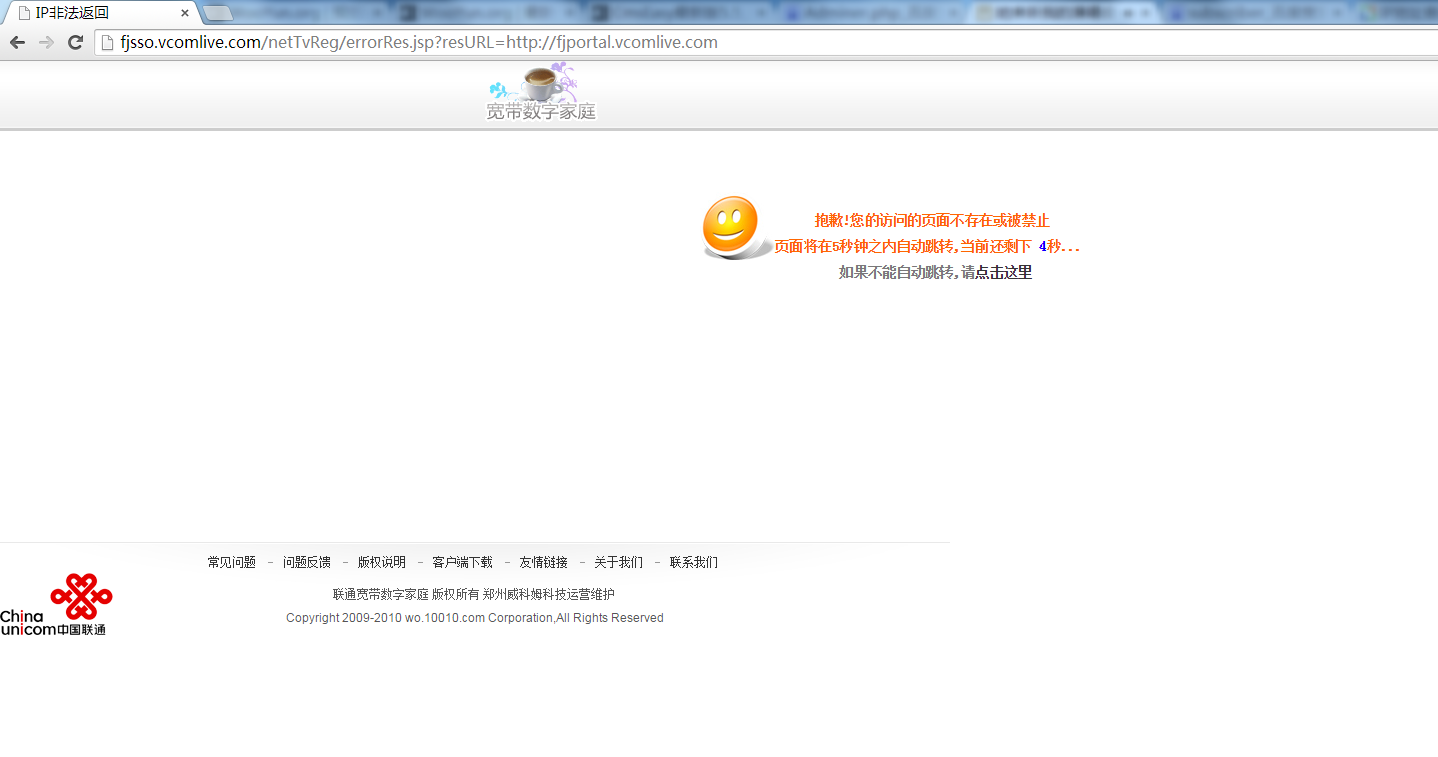 IP非法返回
fjsso.vcomlive.com/netTvReg/errorRes.jsp?resURL=http://fjportal.vcomlive.com
宽带数字家庭
抱歉!您的访问的页面不存在或被禁止
页面将在5秒钟之内自动跳转,当前还剩下 4秒...
如果不能自动跳转,请点击这里
常见问题 - 问题反馈 - 版权说明 - 客户端下载 - 友情链接 - 关于我们 - 联系我们
联通宽带数字家庭 版权所有 郑州威科姆科技运营维护
Copyright 2009-2010 wo.10010.com Corporation,All Rights Reserved
China
unicom中国联通